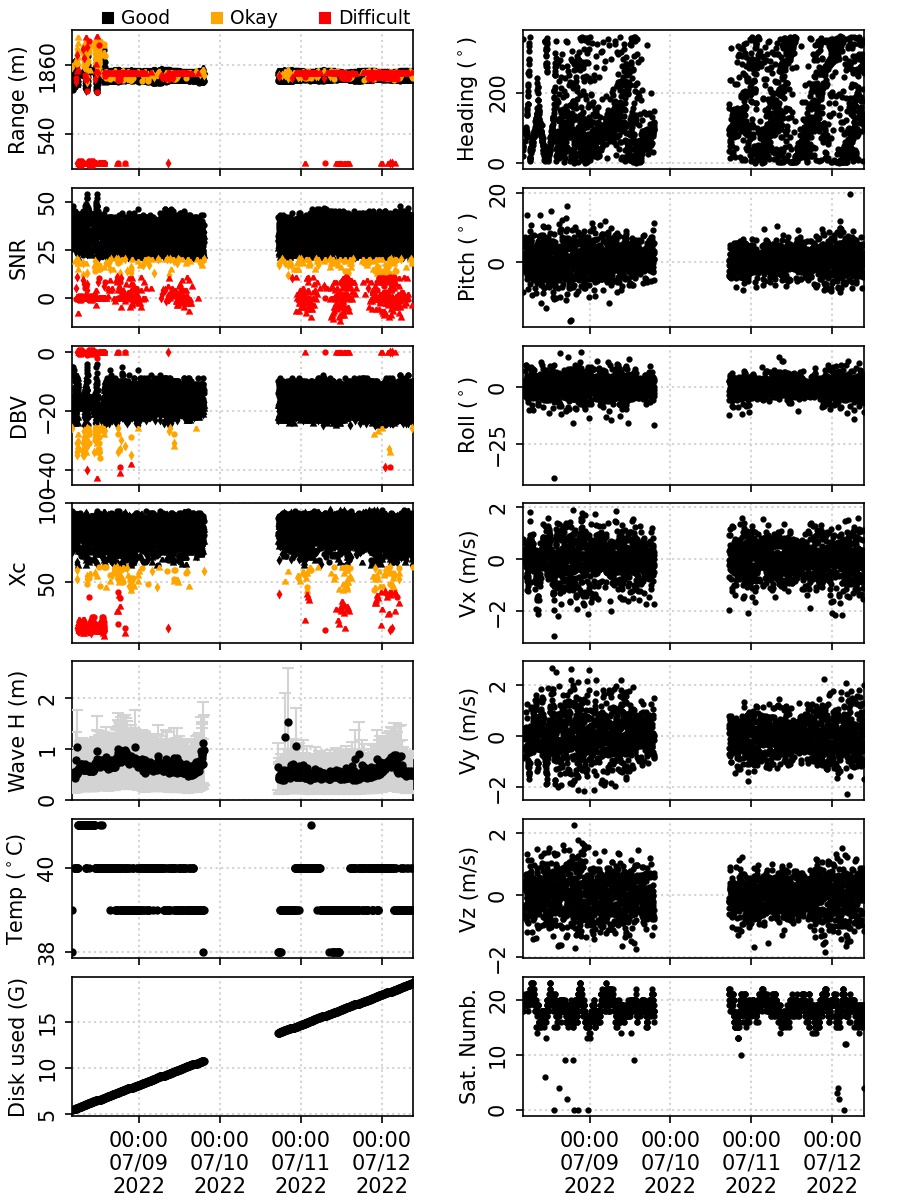 Good Okay Difficult
Range (m)
1860
540
Heading (°)
200
0
SNR
50
25
0
Pitch (°)
20
0
DBV
0
−20
−40
Roll (°)
0
−25
Xc
100
50
Vx (m/s)
2
0
−2
Wave H (m)
2
1
0
Vy (m/s)
2
0
−2
Temp (°C)
40
38
Vz (m/s)
2
0
−2
Disk used (G)
15
10
5
Sat. Numb.
20
10
0
00:00 00:00 00:00 00:00
07/09 07/10 07/11 07/12
2022 2022 2022 2022
00:00 00:00 00:00 00:00
07/09 07/10 07/11 07/12
2022 2022 2022 2022